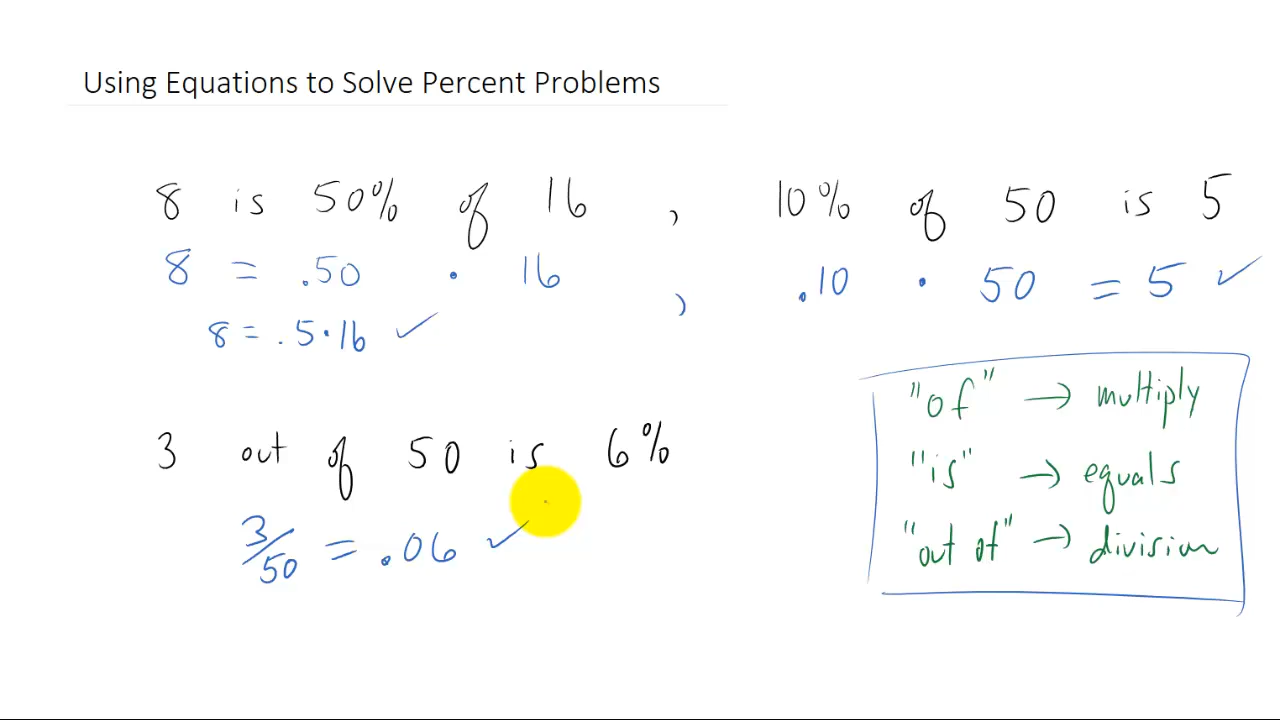 Using Equations to Solve Percent Problems
8 is 50% of 16 , 10% of 50 is 5
8 = .50 · 16 , .10 · 50 = 5 ✓
8 = .5·16 ✓
"of" → multiply
3 out of 50 is 6%
"is" → equals
3/50 = .06 ✓
"out of" → division